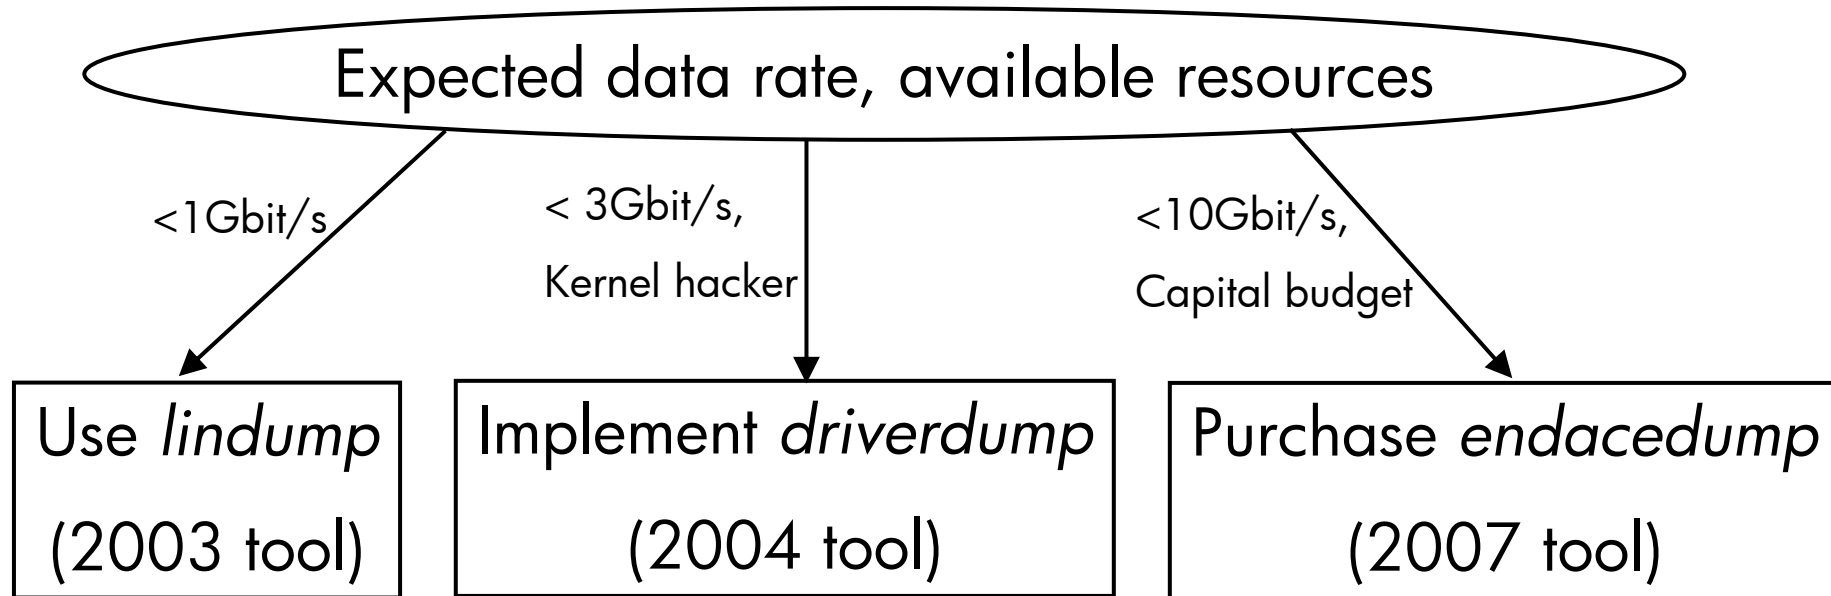 Expected data rate, available resources
<1Gbit/s
< 3Gbit/s,
Kernel hacker
<10Gbit/s,
Capital budget
Use lindump
(2003 tool)
Implement driverdump
(2004 tool)
Purchase endacedump
(2007 tool)